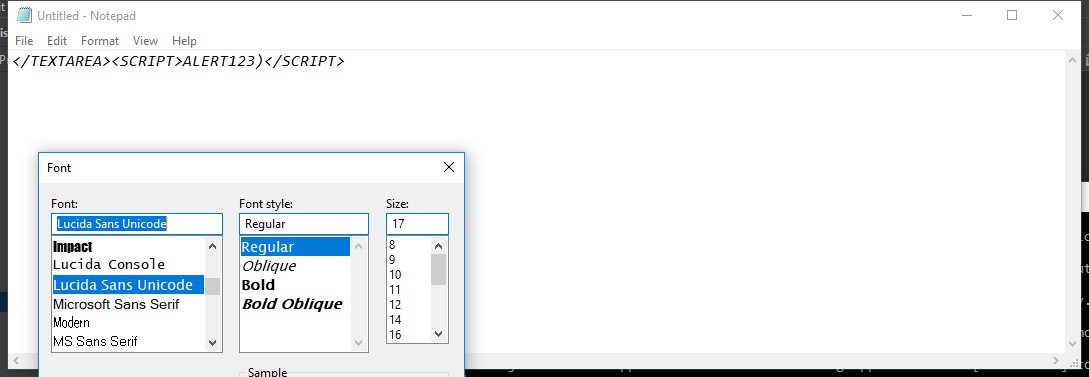 Untitled - Notepad
File Edit Format View Help
</TEXTAREA><SCRIPT>ALERT123)</SCRIPT>
Font
Font: Font style: Size:
Lucida Sans Unicode Regular 17
Impact
Lucida Console
Lucida Sans Unicode
Microsoft Sans Serif
Modern
MS Sans Serif
Regular
Oblique
Bold
Bold Oblique
8
9
10
11
12
14
16
Sample